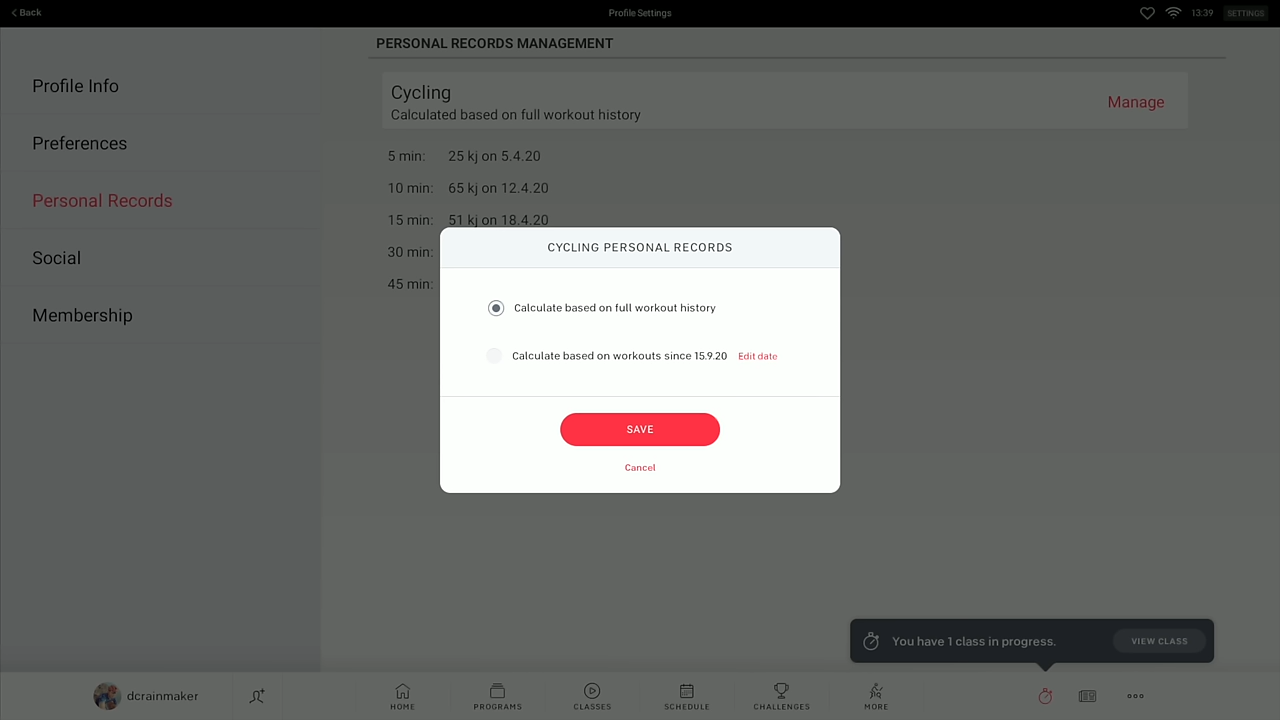 Back
Profile Settings
13:39
SETTINGS
PERSONAL RECORDS MANAGEMENT
Profile Info
Preferences
Personal Records
Social
Membership
Cycling
Calculated based on full workout history
Manage
5 min: 25 kj on 5.4.20
10 min: 65 kj on 12.4.20
15 min: 51 kj on 18.4.20
30 min:
45 min:
CYCLING PERSONAL RECORDS
Calculate based on full workout history
Calculate based on workouts since 15.9.20 Edit date
SAVE
Cancel
You have 1 class in progress.
VIEW CLASS
dcrainmaker
HOME
PROGRAMS
CLASSES
SCHEDULE
CHALLENGES
MORE